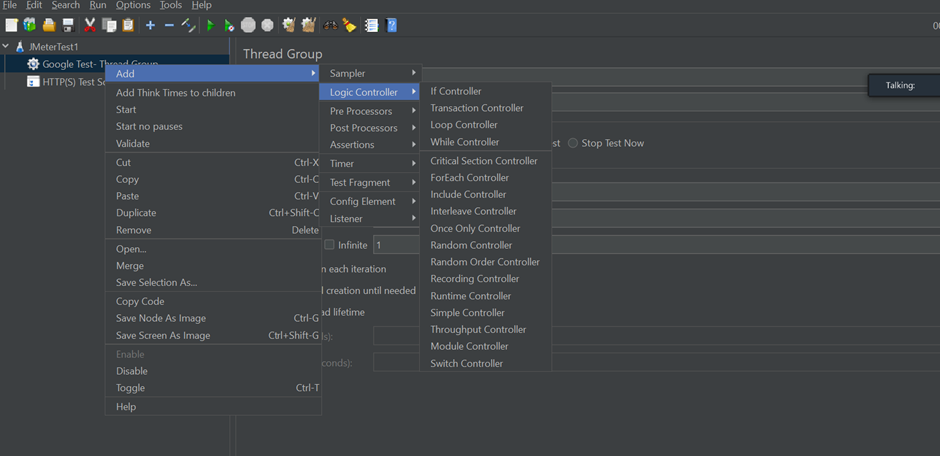 File Edit Search Run Options Tools Help
JMeterTest1
Google Test- Thread Group
HTTP(S) Test Sc
Thread Group
Talking:
Add
Add Think Times to children
Start
Start no pauses
Validate
Cut Ctrl-X
Copy Ctrl-C
Paste Ctrl-V
Duplicate Ctrl+Shift-C
Remove Delete
Open...
Merge
Save Selection As...
Copy Code
Save Node As Image Ctrl-G
Save Screen As Image Ctrl+Shift-G
Enable
Disable
Toggle Ctrl-T
Help
Sampler
Logic Controller
Pre Processors
Post Processors
Assertions
Timer
Test Fragment
Config Element
Listener
If Controller
Transaction Controller
Loop Controller
While Controller
Critical Section Controller
ForEach Controller
Include Controller
Interleave Controller
Once Only Controller
Random Controller
Random Order Controller
Recording Controller
Runtime Controller
Simple Controller
Throughput Controller
Module Controller
Switch Controller
st Stop Test Now
Infinite 1
n each iteration
l creation until needed
ad lifetime
s):
conds):